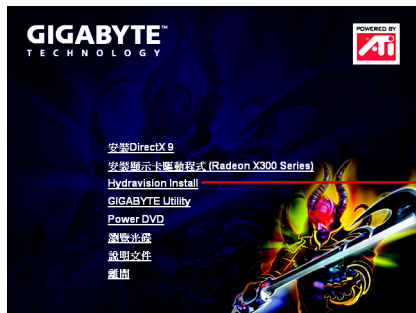 GIGABYTE™
TECHNOLOGY
POWERED BY
ATI
安裝DirectX 9
安裝顯示卡驅動程式 (Radeon X300 Series)
Hydravision Install
GIGABYTE Utility
Power DVD
瀏覽光碟
說明文件
離開